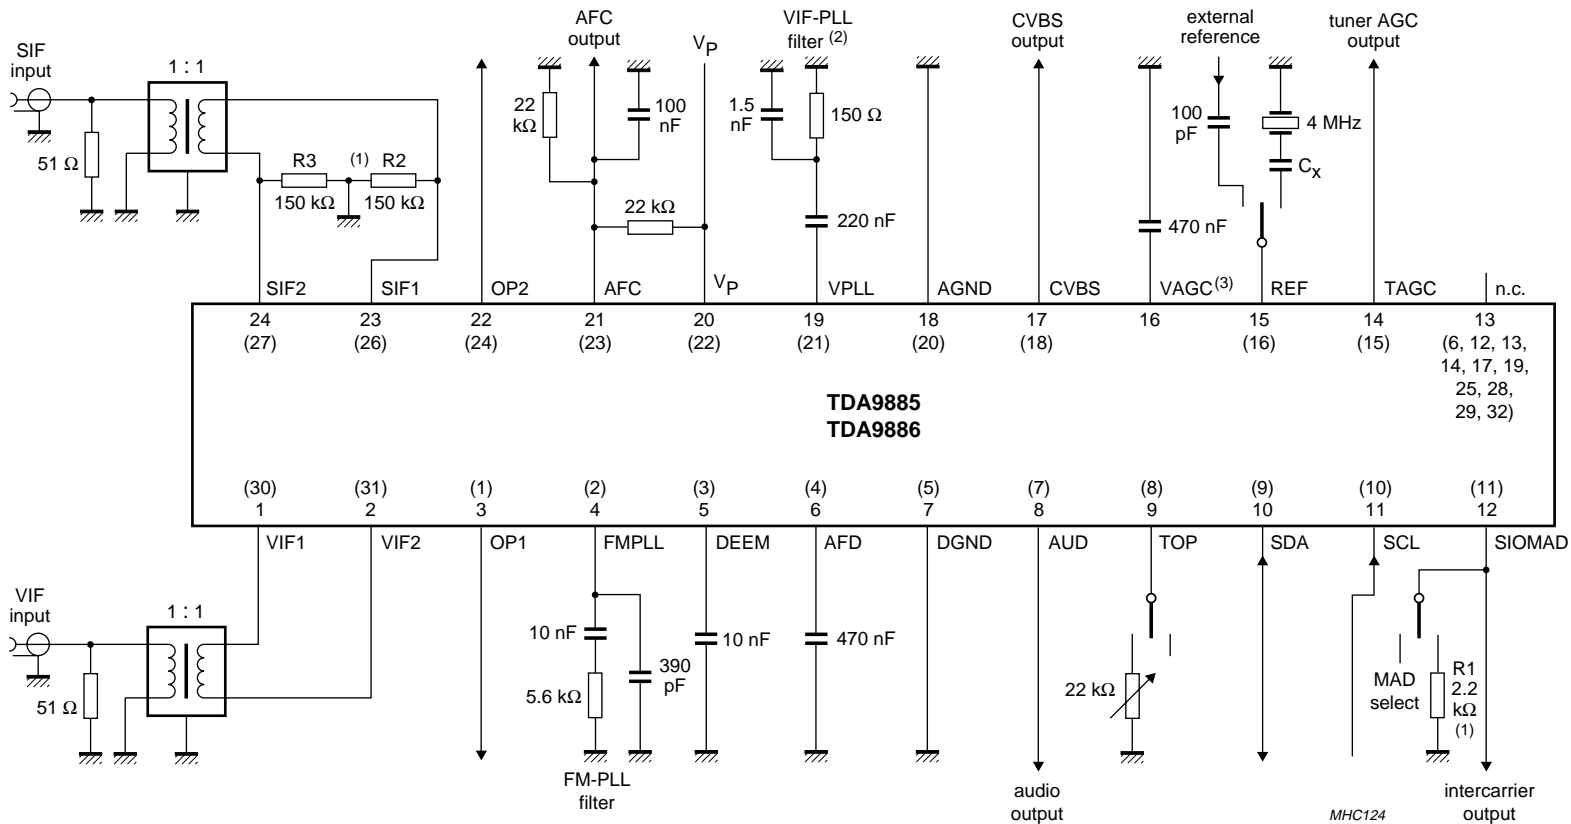 SIF
input
1 : 1
51 Ω
R3
(1)
R2
150 kΩ
150 kΩ
AFC
output
22
kΩ
100
nF
22 kΩ
VP
VIF-PLL
filter (2)
1.5
nF
150 Ω
220 nF
CVBS
output
external
reference
100
pF
4 MHz
Cx
470 nF
tuner AGC
output
SIF2
SIF1
OP2
AFC
VP
VPLL
AGND
CVBS
VAGC(3)
REF
TAGC
n.c.
24
23
22
21
20
19
18
17
16
15
14
13
(27)
(26)
(24)
(23)
(22)
(21)
(20)
(18)
(16)
(15)
(6, 12, 13,
14, 17, 19,
25, 28,
29, 32)
TDA9885
TDA9886
(30)
(31)
(1)
(2)
(3)
(4)
(5)
(7)
(8)
(9)
(10)
(11)
1
2
3
4
5
6
7
8
9
10
11
12
VIF1
VIF2
OP1
FMPLL
DEEM
AFD
DGND
AUD
TOP
SDA
SCL
SIOMAD
VIF
input
1 : 1
51 Ω
10 nF
5.6 kΩ
390
pF
FM-PLL
filter
10 nF
470 nF
audio
output
22 kΩ
MAD
select
R1
2.2
kΩ
(1)
intercarrier
output
MHC124